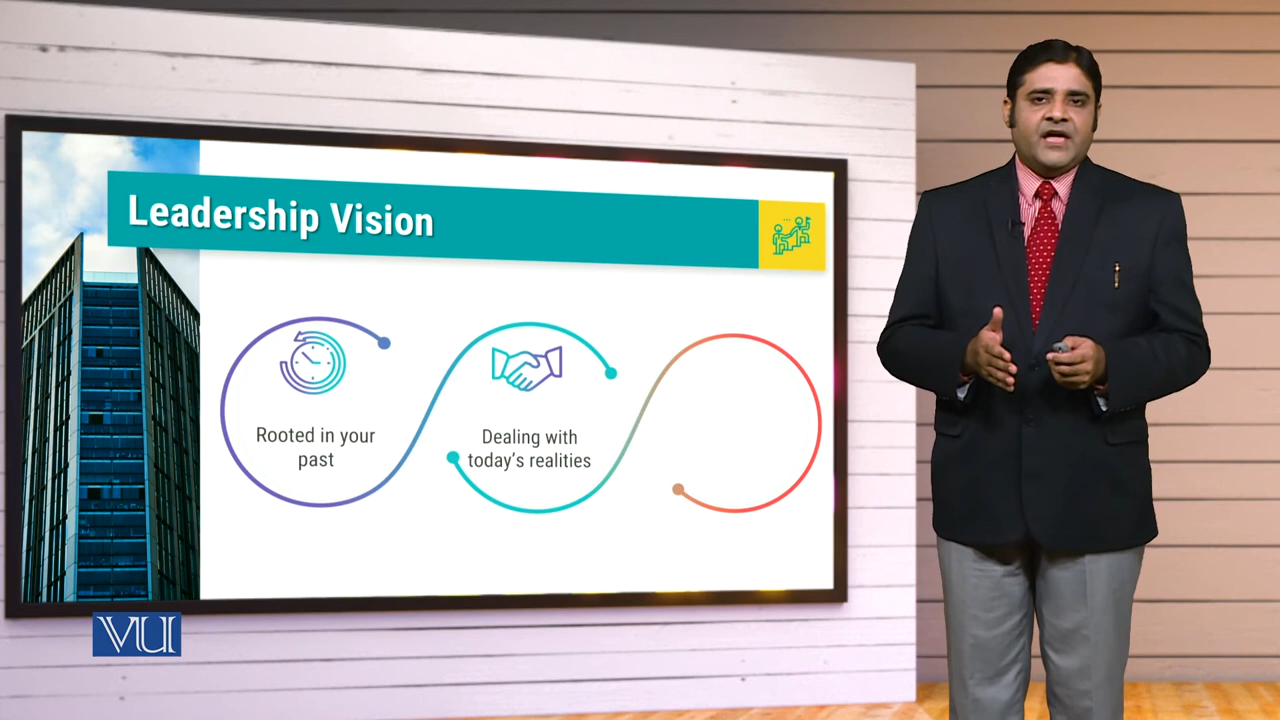 Leadership Vision
Rooted in your
past
Dealing with
today's realities
VU